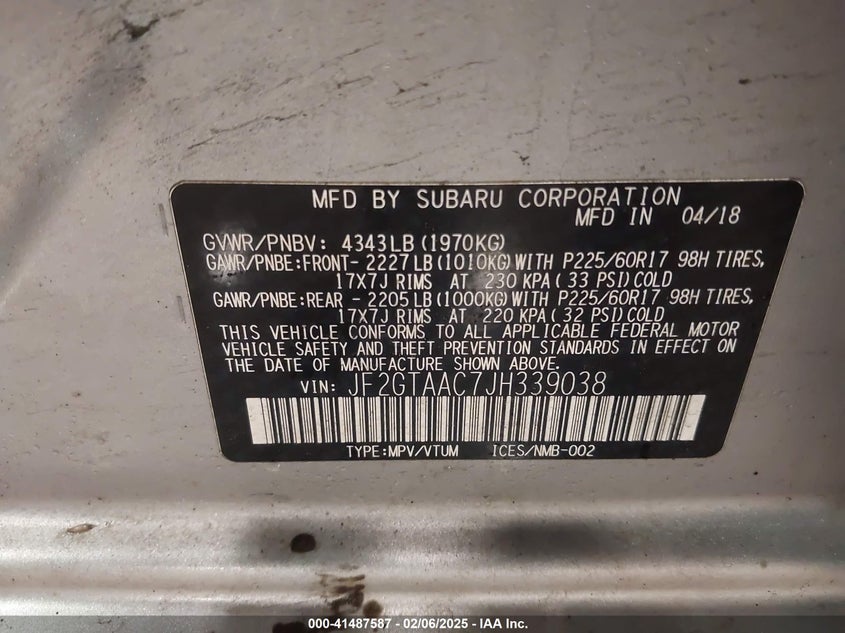 MFD BY SUBARU CORPORATION
MFD IN 04/18
GVWR/PNBV: 4343LB(1970KG)
GAWR/PNBE:FRONT- 2227LB(1010KG)WITH P225/60R17 98H TIRES,
17X7J RIMS AT 230 KPA(33 PSI)COLD
GAWR/PNBE:REAR - 2205LB(1000KG)WITH P225/60R17 98H TIRES,
17X7J RIMS AT 220 KPA(32 PSI)COLD
THIS VEHICLE CONFORMS TO ALL APPLICABLE FEDERAL MOTOR
VEHICLE SAFETY AND THEFT PREVENTION STANDARDS IN EFFECT ON
THE DATE OF MANUFACTURE SHOWN ABOVE.
VIN: JF2GTAAC7JH339038
TYPE:MPV/VTUM ICES/NMB-002
000-41487587 - 02/06/2025 - IAA Inc.